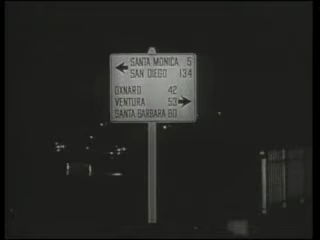 SANTA MONICA 5
SAN DIEGO 134
OXNARD 42
VENTURA 53
SANTA BARBARA 80